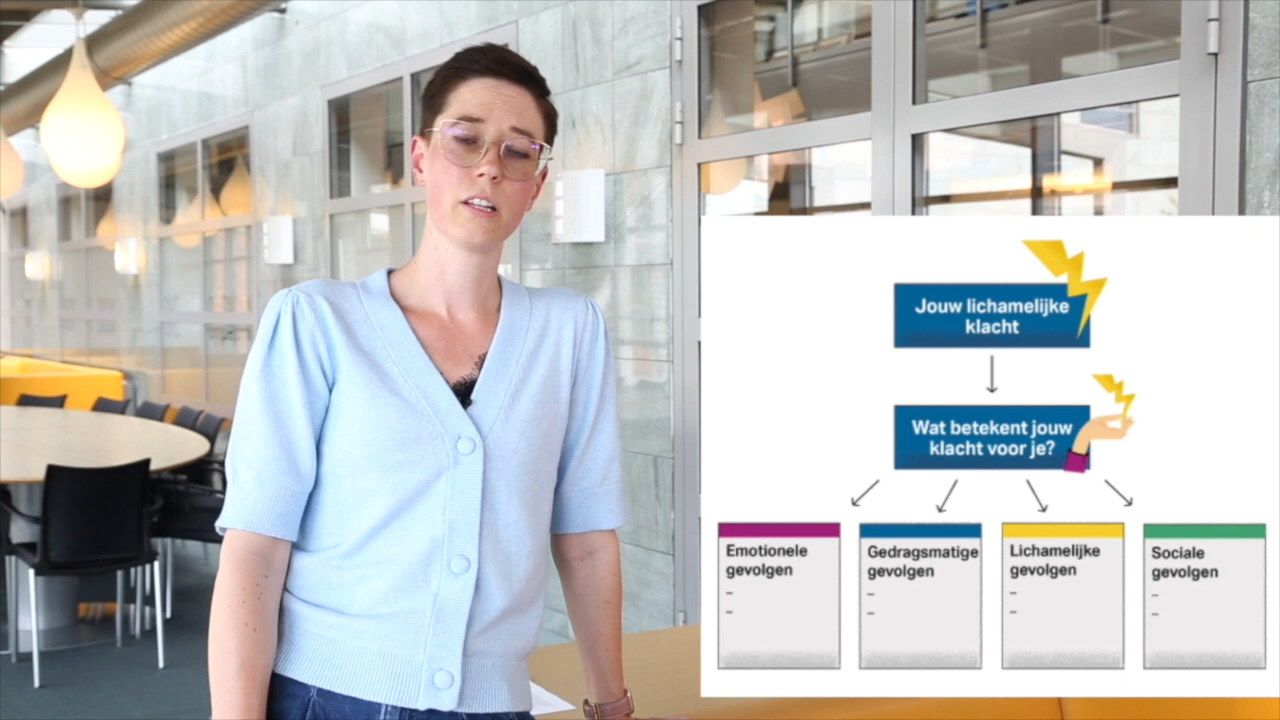 Jouw lichamelijke
klacht
Wat betekent jouw
klacht voor je?
Emotionele
gevolgen
-
-
Gedragsmatige
gevolgen
-
-
Lichamelijke
gevolgen
-
-
Sociale
gevolgen
-
-